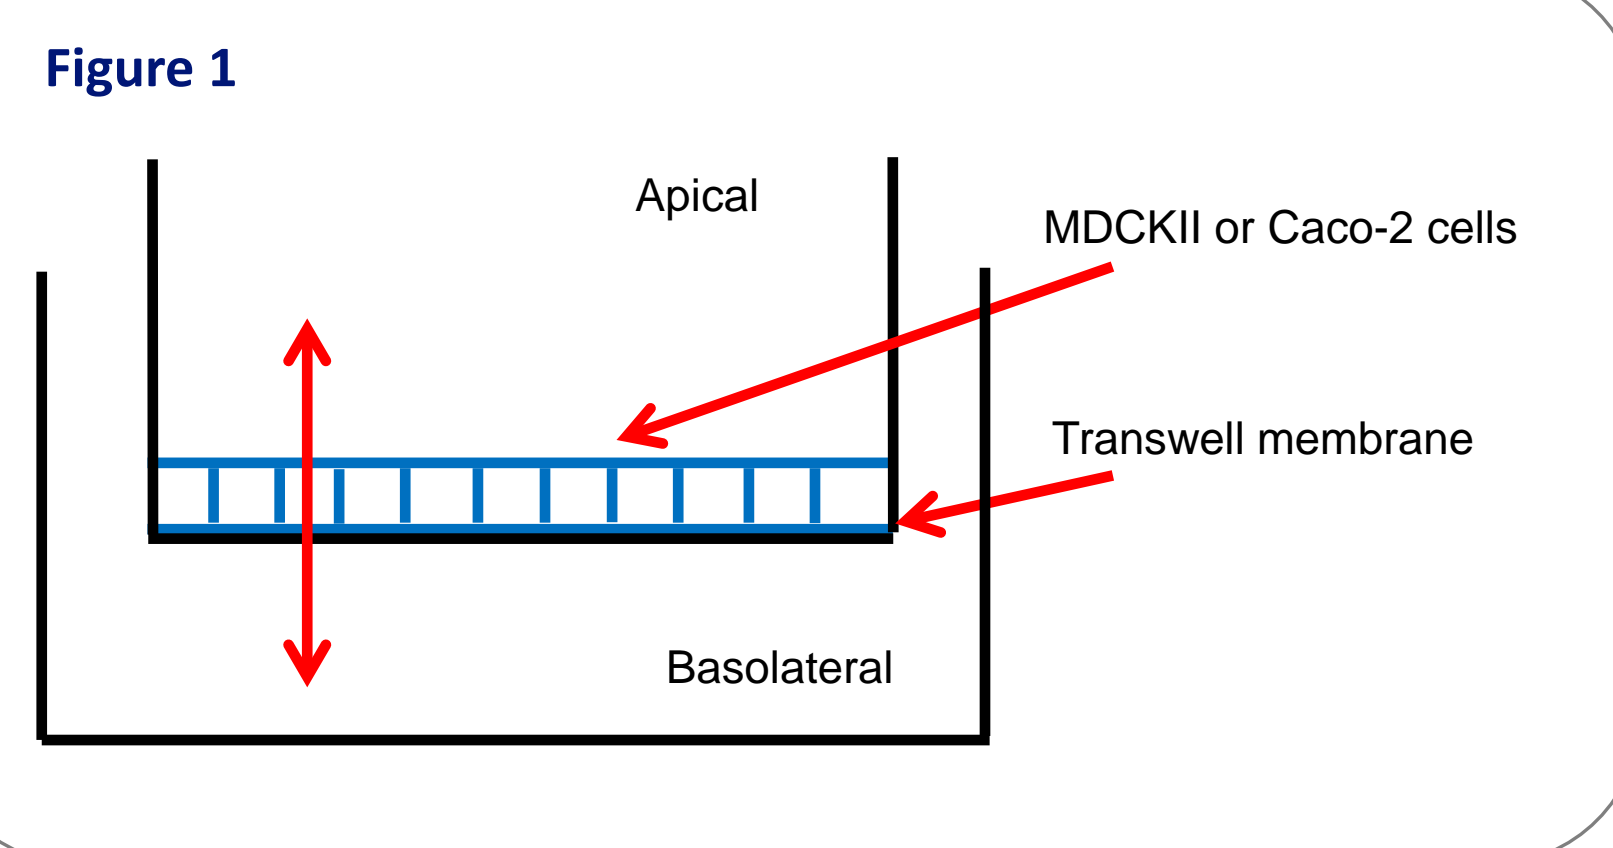 Figure 1
Apical
MDCKII or Caco-2 cells
Transwell membrane
Basolateral